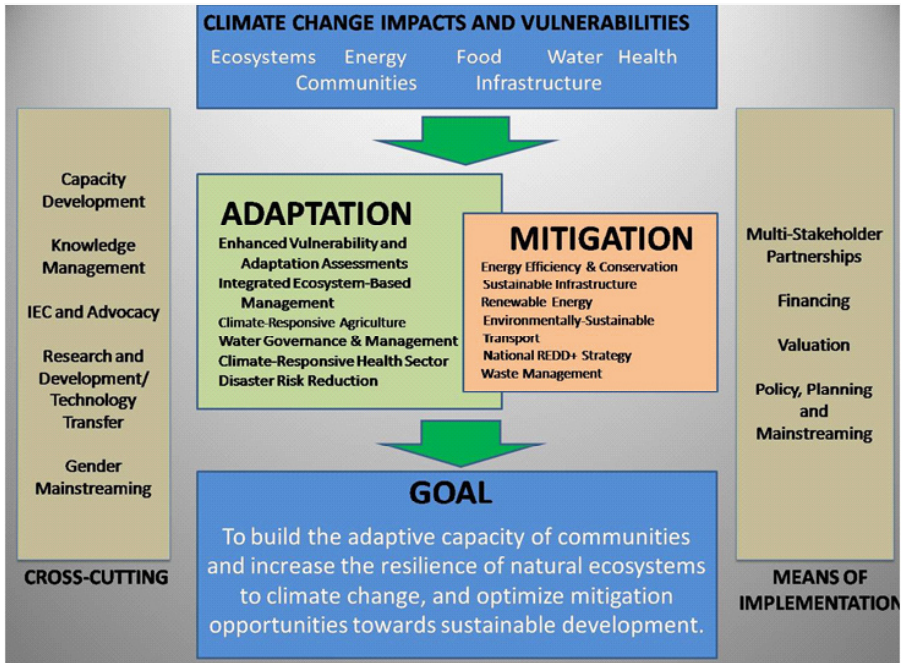 CLIMATE CHANGE IMPACTS AND VULNERABILITIES
Ecosystems Energy Food Water Health
Communities Infrastructure
Capacity
Development
Knowledge
Management
IEC and Advocacy
Research and
Development/
Technology
Transfer
Gender
Mainstreaming
CROSS-CUTTING
ADAPTATION
Enhanced Vulnerability and
Adaptation Assessments
Integrated Ecosystem-Based
Management
Climate-Responsive Agriculture
Water Governance & Management
Climate-Responsive Health Sector
Disaster Risk Reduction
MITIGATION
Energy Efficiency & Conservation
Sustainable Infrastructure
Renewable Energy
Environmentally-Sustainable
Transport
National REDD+ Strategy
Waste Management
Multi-Stakeholder
Partnerships
Financing
Valuation
Policy, Planning
and
Mainstreaming
MEANS OF
IMPLEMENTATION
GOAL
To build the adaptive capacity of communities
and increase the resilience of natural ecosystems
to climate change, and optimize mitigation
opportunities towards sustainable development.